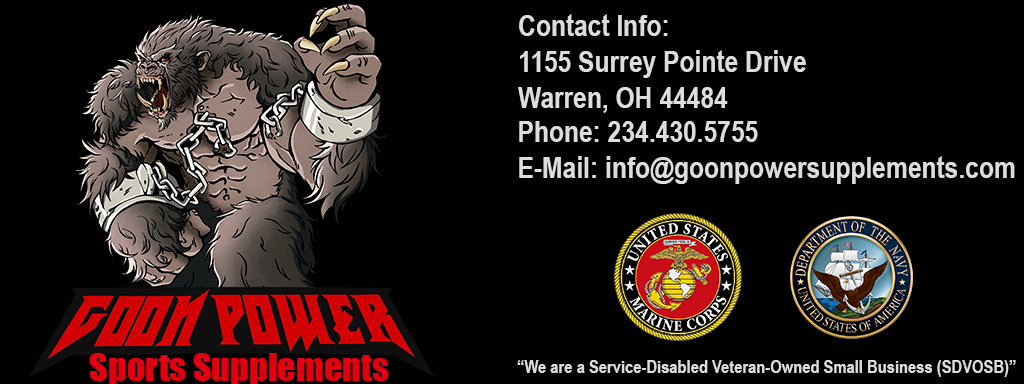 Contact Info:
1155 Surrey Pointe Drive
Warren, OH 44484
Phone: 234.430.5755
E-Mail: info@goonpowersupplements.com
GOON POWER
Sports Supplements
UNITED STATES
MARINE CORPS
DEPARTMENT OF THE NAVY
UNITED STATES OF AMERICA
“We are a Service-Disabled Veteran-Owned Small Business (SDVOSB)”